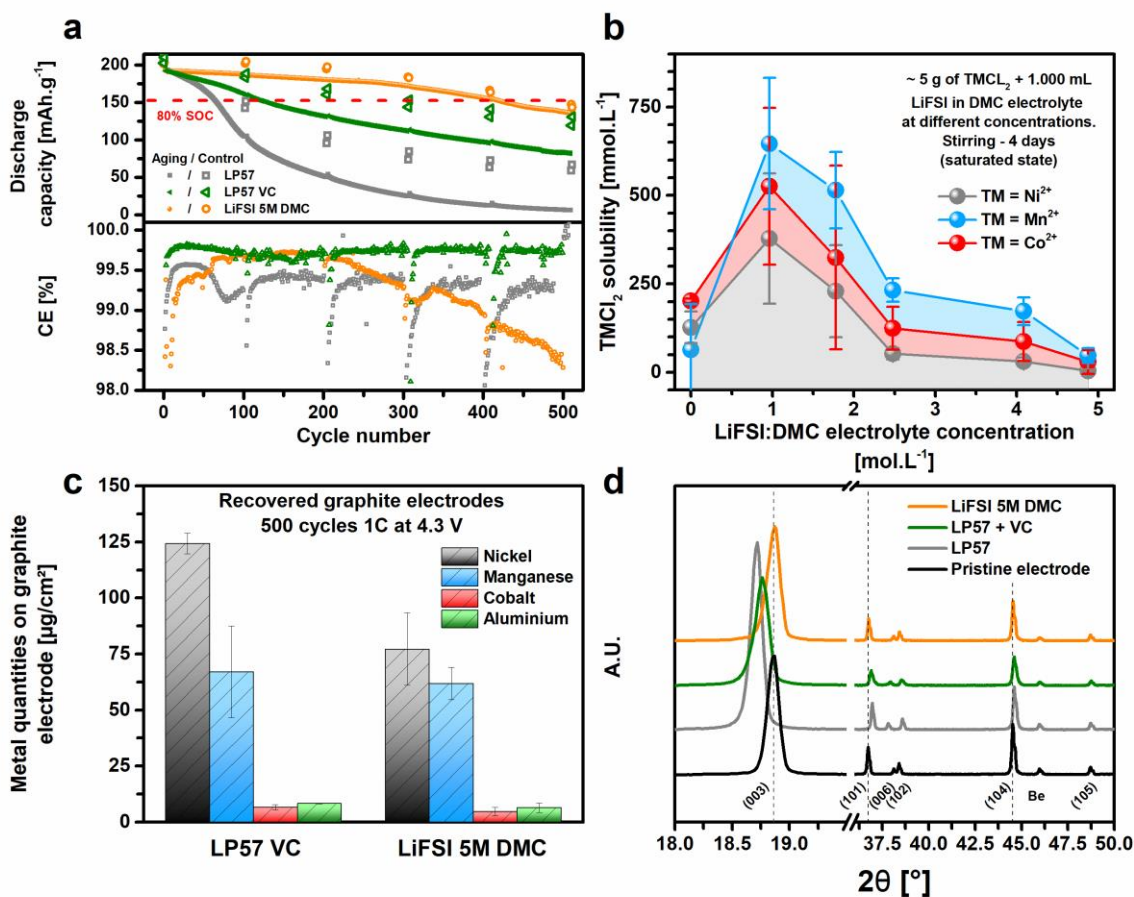 a
Discharge
capacity [mAh.g⁻¹]
200
150
100
50
0
80% SOC
Aging / Control
/ LP57
/ LP57 VC
/ LiFSI 5M DMC
CE [%]
100.0
99.5
99.0
98.5
98.0
0 100 200 300 400 500
Cycle number
b
TMCL₂ solubility [mmol.L⁻¹]
750
500
250
0
~ 5 g of TMCL₂ + 1.000 mL
LiFSI in DMC electrolyte
at different concentrations.
Stirring - 4 days
(saturated state)
TM = Ni²⁺
TM = Mn²⁺
TM = Co²⁺
0 1 2 3 4 5
LiFSI:DMC electrolyte concentration
[mol.L⁻¹]
c
Metal quantities on graphite
electrode [µg/cm²]
150
125
100
75
50
25
0
Recovered graphite electrodes
500 cycles 1C at 4.3 V
Nickel
Manganese
Cobalt
Aluminium
LP57 VC LiFSI 5M DMC
d
A.U.
LiFSI 5M DMC
LP57 + VC
LP57
Pristine electrode
(003) (101) (006) (102) (104) Be (105)
18.0 18.5 19.0 37.5 40.0 42.5 45.0 47.5 50.0
2θ [°]